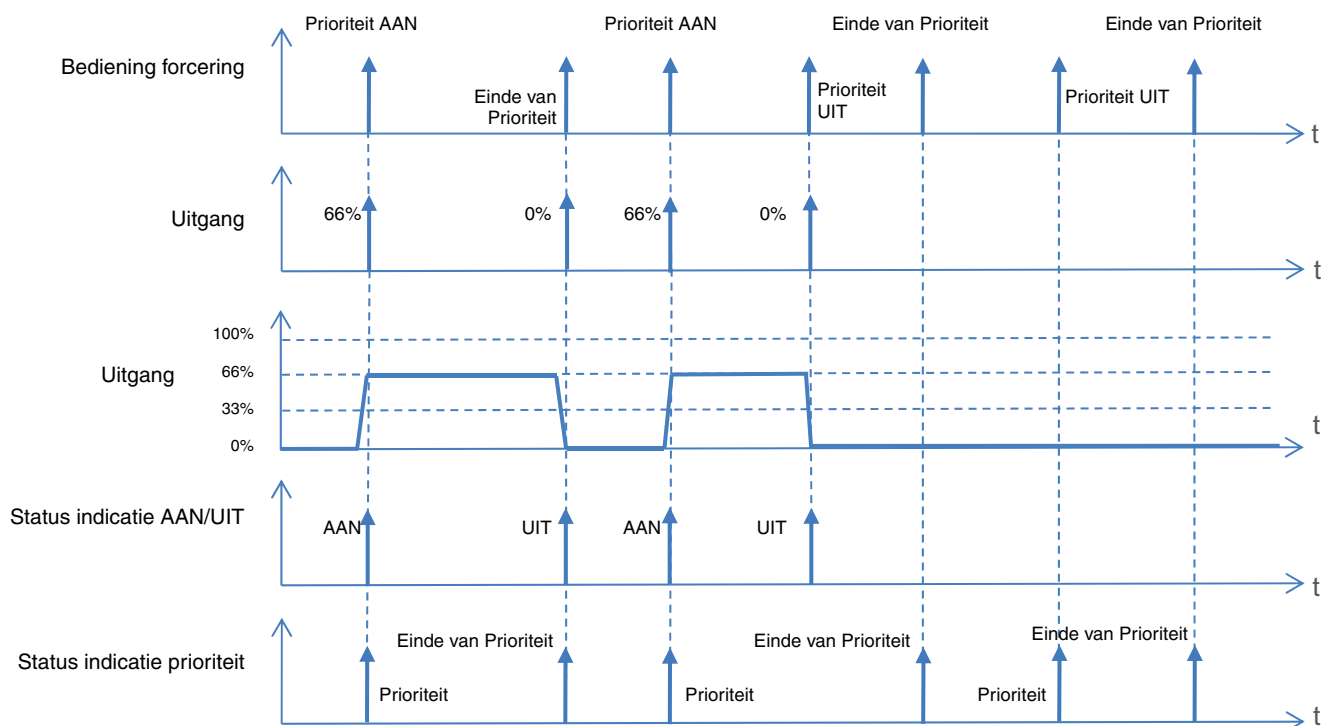 Prioriteit AAN
Prioriteit AAN
Einde van Prioriteit
Einde van Prioriteit
Bediening forcering
Einde van
Prioriteit
Prioriteit
UIT
Prioriteit UIT
t
Uitgang
66%
0%
66%
0%
t
Uitgang
100%
66%
33%
0%
t
Status indicatie AAN/UIT
AAN
UIT
AAN
UIT
t
Status indicatie prioriteit
Einde van Prioriteit
Einde van Prioriteit
Einde van Prioriteit
Prioriteit
Prioriteit
Prioriteit
t